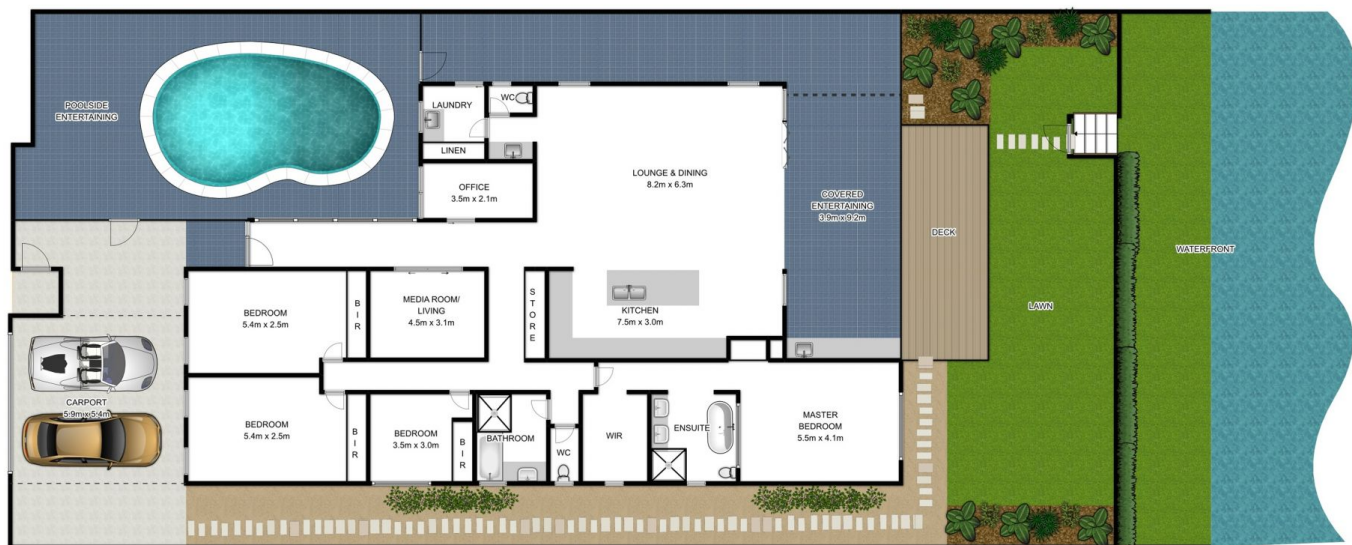 POOLSIDE
ENTERTAINING
LAUNDRY
WC
LINEN
OFFICE
3.5m x 2.1m
LOUNGE & DINING
8.2m x 6.3m
COVERED
ENTERTAINING
3.9m x 9.2m
DECK
WATERFRONT
LAWN
BEDROOM
5.4m x 2.5m
B I R
MEDIA ROOM/
LIVING
4.5m x 3.1m
STORE
KITCHEN
7.5m x 3.0m
CARPORT
5.9m x 5.4m
BEDROOM
5.4m x 2.5m
B I R
BEDROOM
3.5m x 3.0m
B I R
BATHROOM
WC
WIR
ENSUITE
MASTER
BEDROOM
5.5m x 4.1m